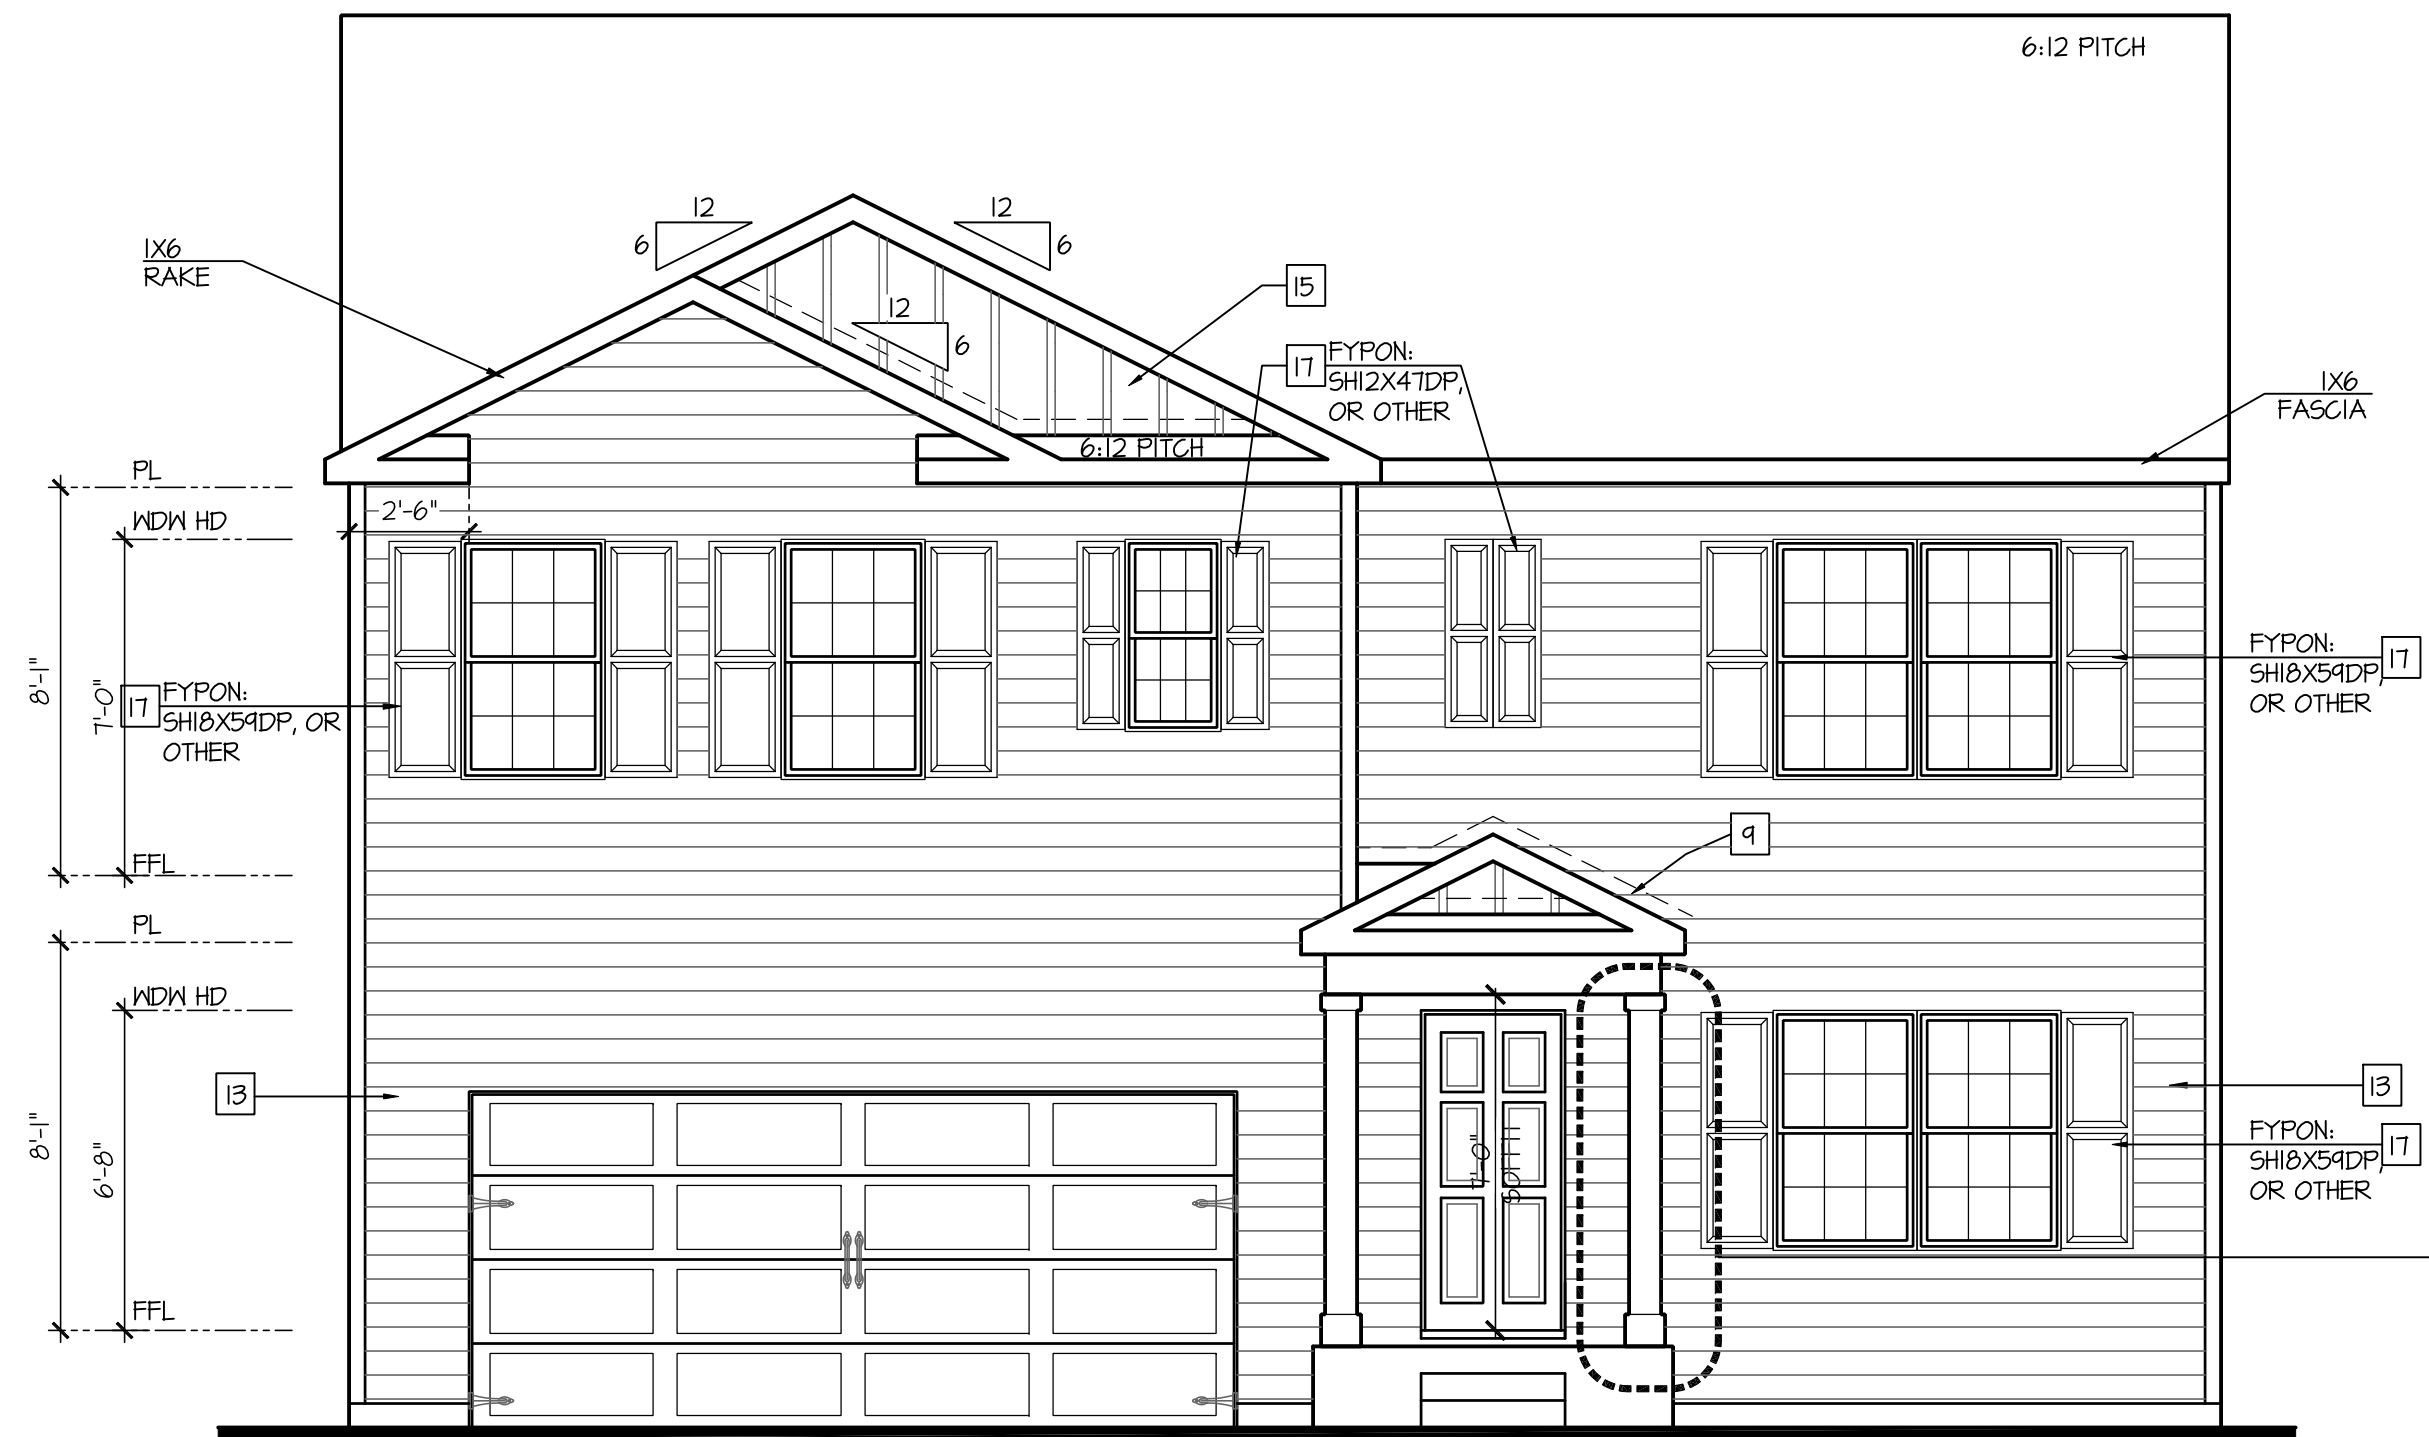 6:12 PITCH
12
6
12
6
1X6
RAKE
15
12
6
17
FYPON:
SH12X47DP,
OR OTHER
1X6
FASCIA
6:12 PITCH
PL
2'-6"
WDW HD
8'-1"
7'-0"
17
FYPON:
SH18X59DP, OR
OTHER
FYPON:
SH18X59DP,
OR OTHER
17
9
FFL
PL
WDW HD
13
8'-1"
6'-8"
7'-0"
SOFFIT
13
FYPON:
SH18X59DP,
OR OTHER
17
FFL